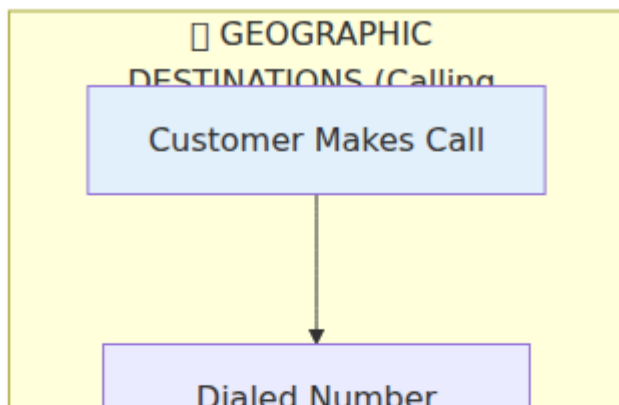 GEOGRAPHIC
DESTINATIONS (Calling
Customer Makes Call
Dialed Number